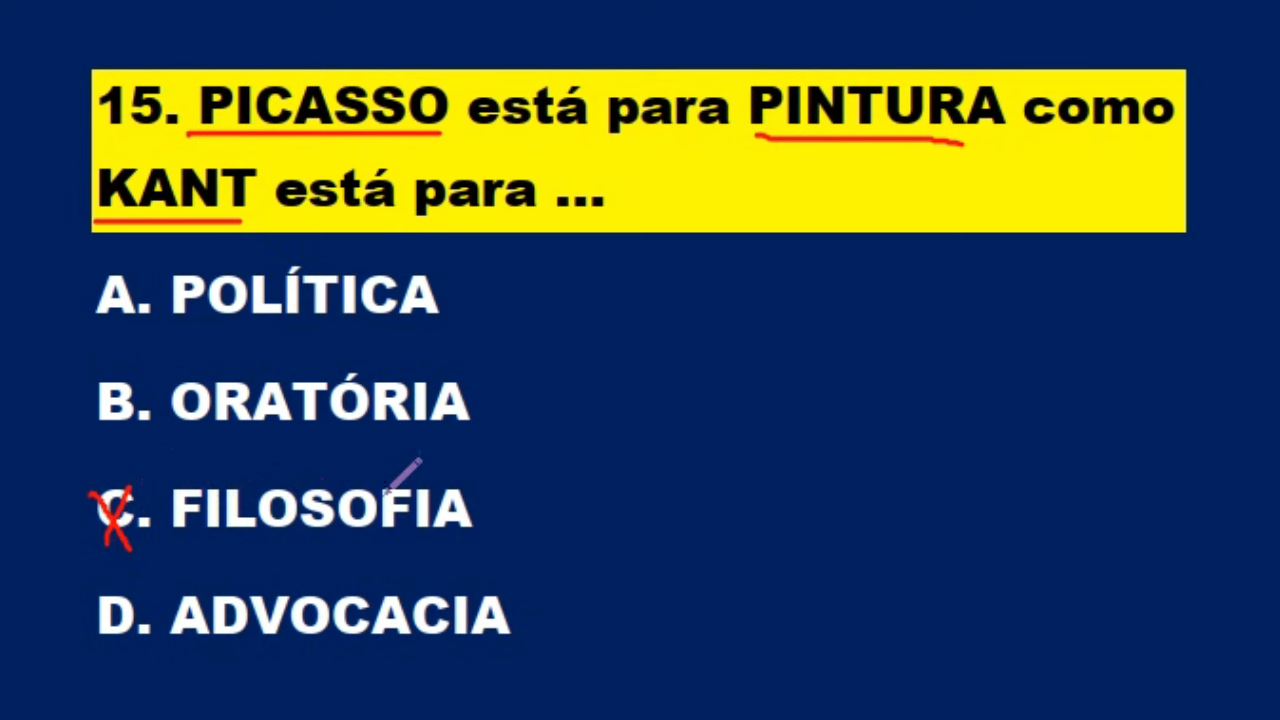 15. PICASSO está para PINTURA como
KANT está para ...
A. POLÍTICA
B. ORATÓRIA
C. FILOSOFIA
D. ADVOCACIA